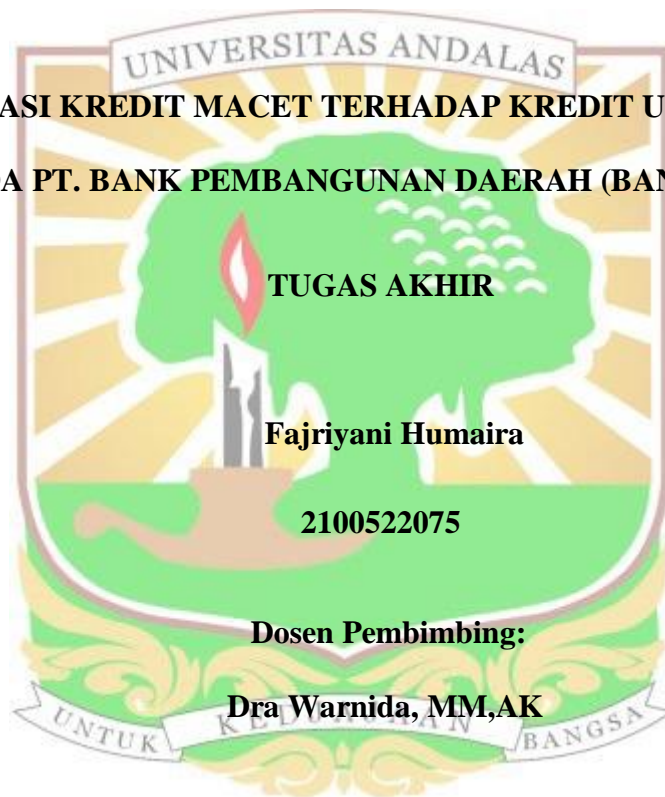 UNIVERSITAS ANDALAS
ASI KREDIT MACET TERHADAP KREDIT U
A PT. BANK PEMBANGUNAN DAERAH (BAN
TUGAS AKHIR
Fajriyani Humaira
2100522075
Dosen Pembimbing:
Dra Warnida, MM,AK
UNTUK KEDJAJAAN BANGSA